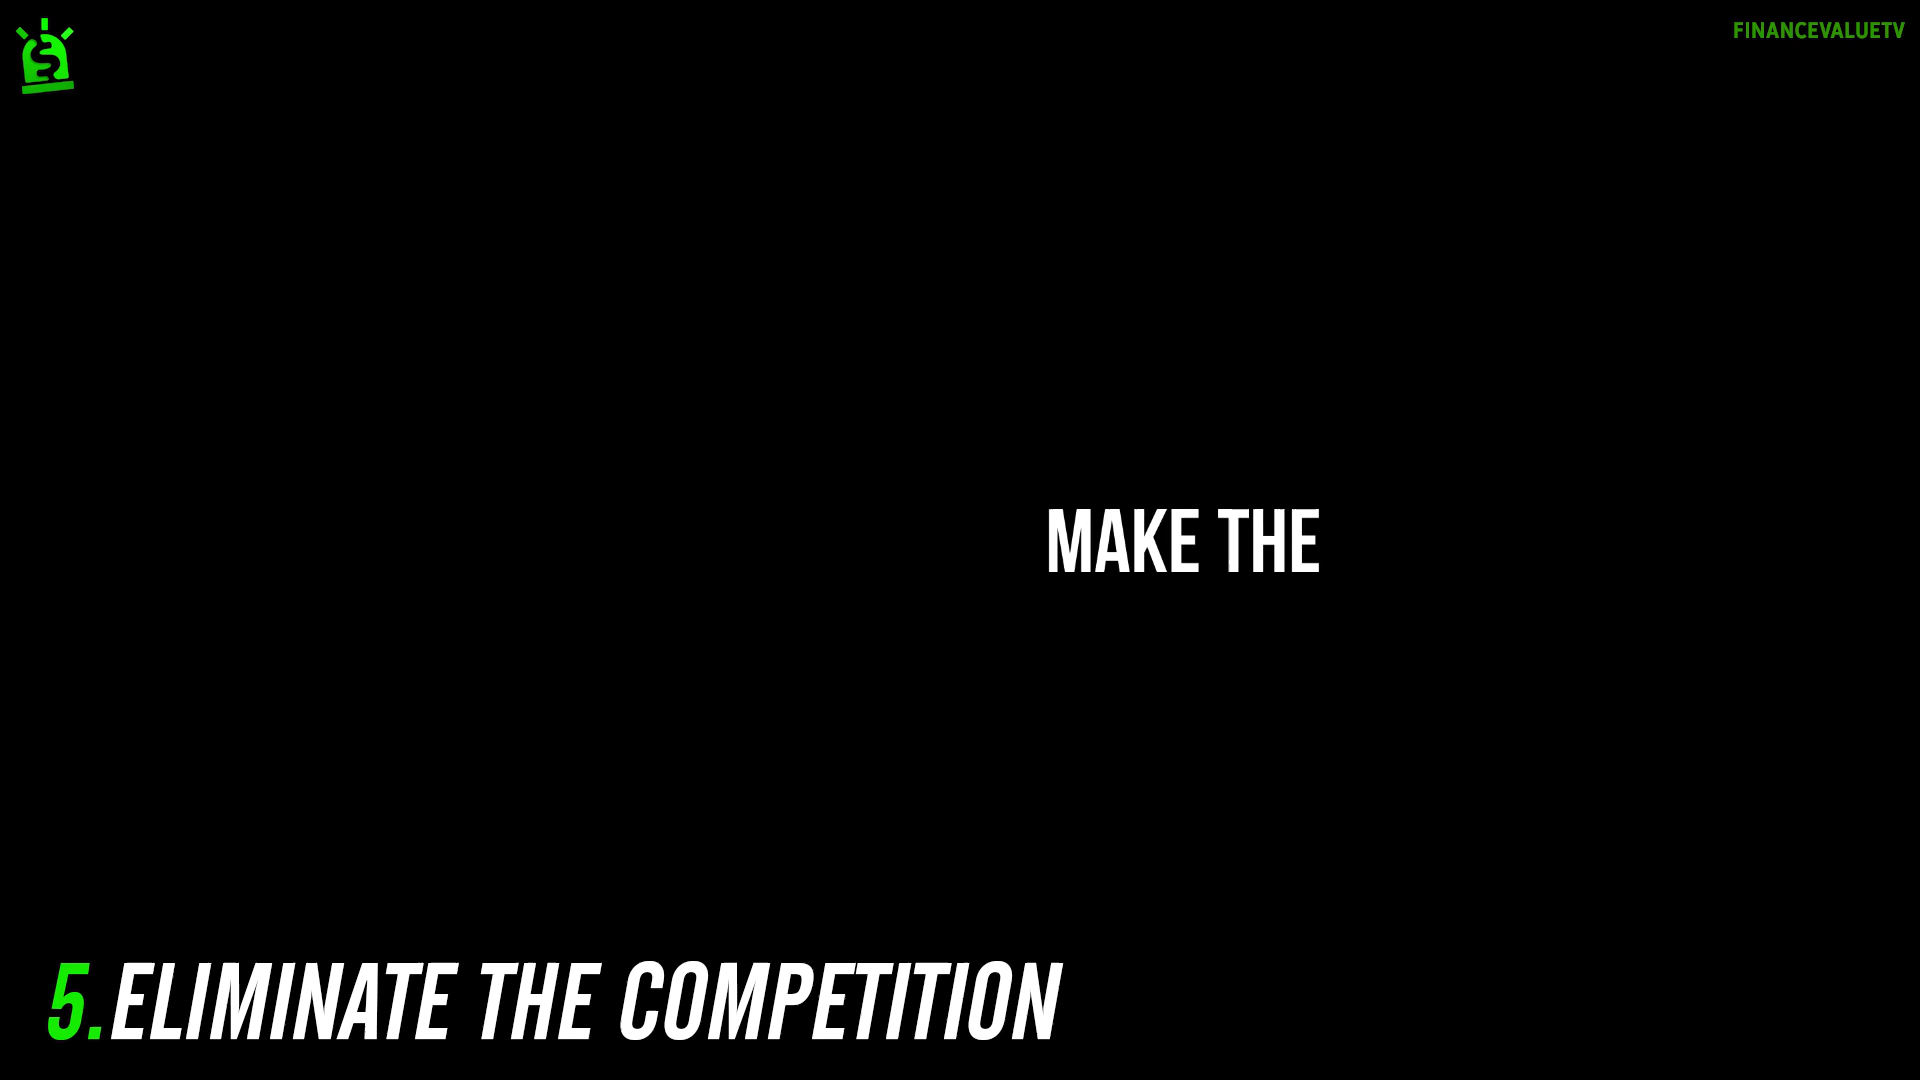 FINANCEVALUETV
MAKE THE
5.ELIMINATE THE COMPETITION